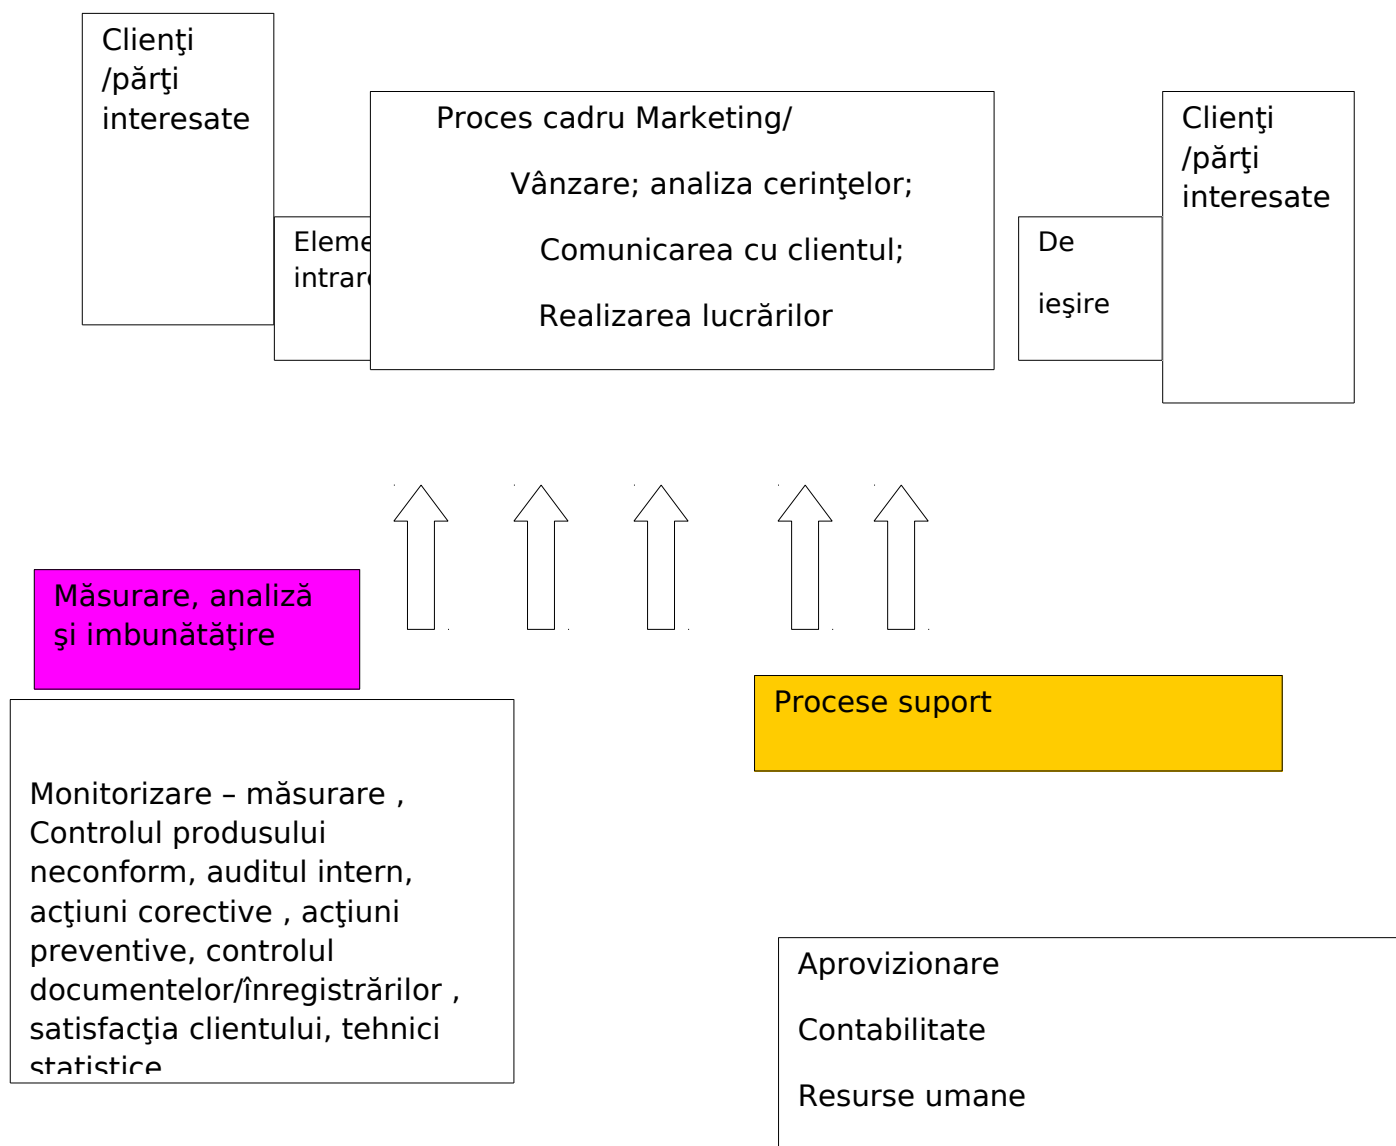 Clienţi
/părţi
interesate
Proces cadru Marketing/
Vânzare; analiza cerinţelor;
Comunicarea cu clientul;
Realizarea lucrărilor
De
ieşire
Clienţi
/părţi
interesate
Măsurare, analiză
şi imbunătăţire
Monitorizare – măsurare ,
Controlul produsului
neconform, auditul intern,
acţiuni corective , acţiuni
preventive, controlul
documentelor/înregistrărilor ,
satisfacţia clientului, tehnici
statistice
Procese suport
Aprovizionare
Contabilitate
Resurse umane